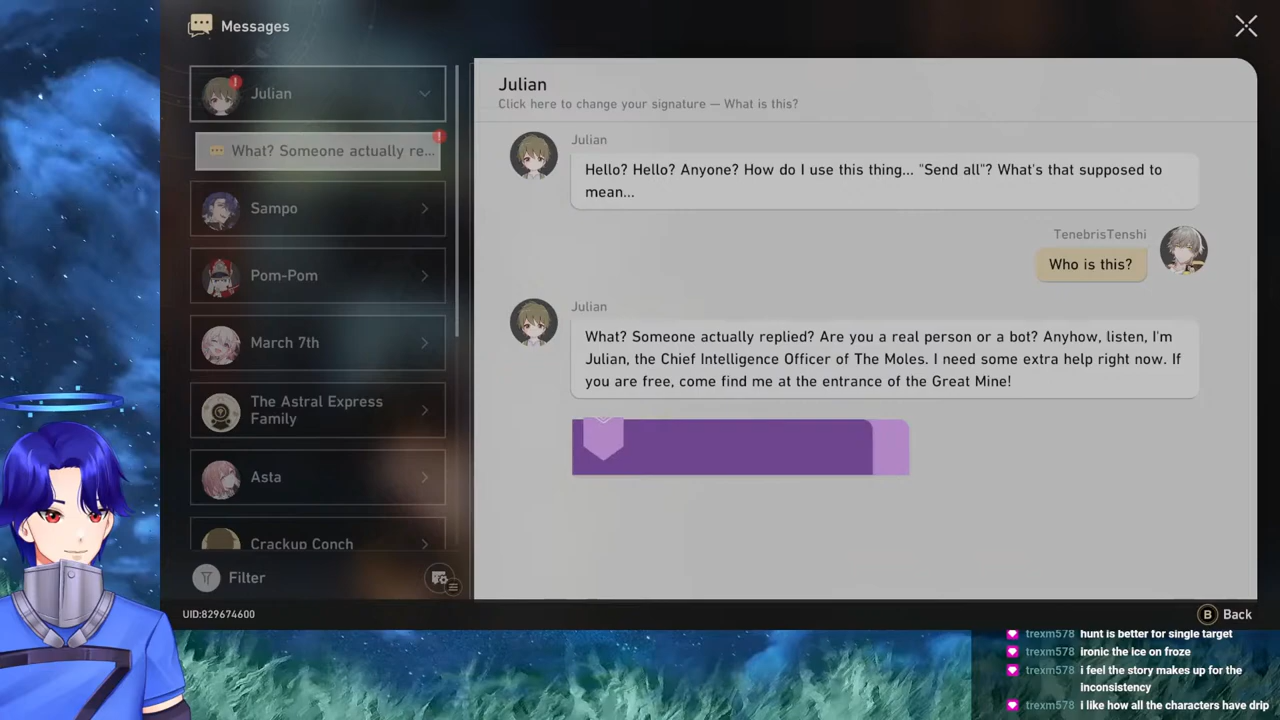 Messages
Julian
What? Someone actually re...
Sampo
Pom-Pom
March 7th
The Astral Express
Family
Asta
Crackup Conch
Filter
UID:829674600
Julian
Click here to change your signature — What is this?
Julian
Hello? Hello? Anyone? How do I use this thing... "Send all"? What's that supposed to
mean...
TenebrisTenshi
Who is this?
Julian
What? Someone actually replied? Are you a real person or a bot? Anyhow, listen, I'm
Julian, the Chief Intelligence Officer of The Moles. I need some extra help right now. If
you are free, come find me at the entrance of the Great Mine!
B Back
trexm578 hunt is better for single target
trexm578 ironic the ice on froze
trexm578 i feel the story makes up for the
inconsistency
trexm578 i like how all the characters have drip